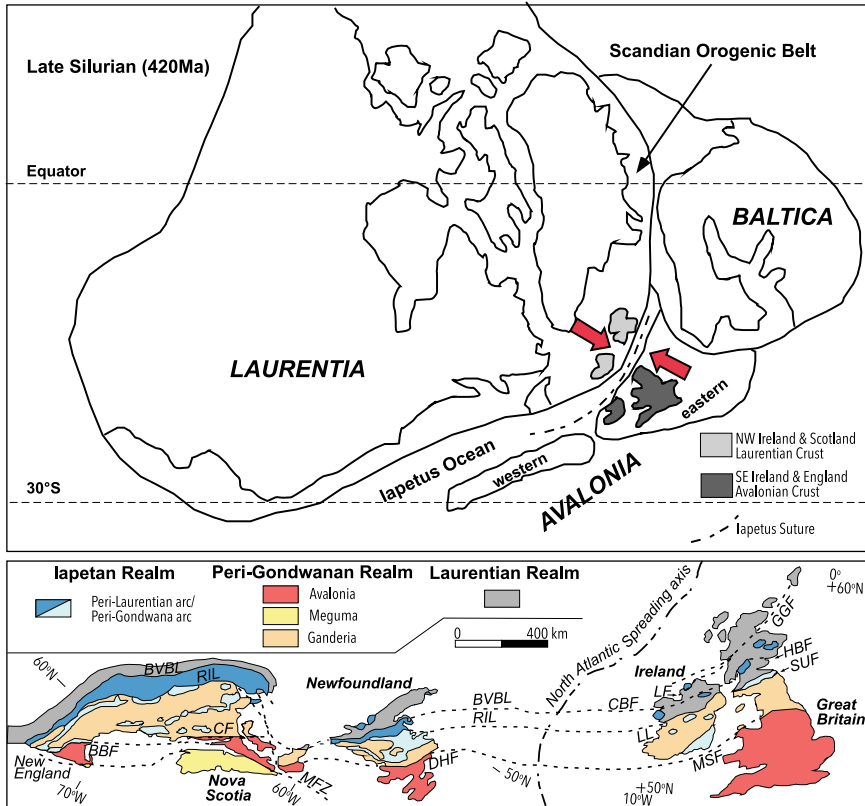 Late Silurian (420Ma)
Scandian Orogenic Belt
Equator
BALTICA
LAURENTIA
eastern
NW Ireland & Scotland
Laurentian Crust
Iapetus Ocean
western
SE Ireland & England
Avalonian Crust
30°S
AVALONIA
Iapetus Suture
Iapetan Realm
Peri-Gondwanan Realm
Laurentian Realm
Peri-Laurentian arc/
Peri-Gondwana arc
Avalonia
Meguma
Ganderia
0 400 km
North Atlantic Spreading axis
0°
+60°N
GGF
60°N
BVBL
RIL
Newfoundland
BVBL
RIL
Ireland
HBF
SUF
CBF
LF
CF
LL
Great
Britain
BBF
New
England
DHF
MSF
70°W
Nova
Scotia
60°W
MFZ
50°N
+50°N
10°W